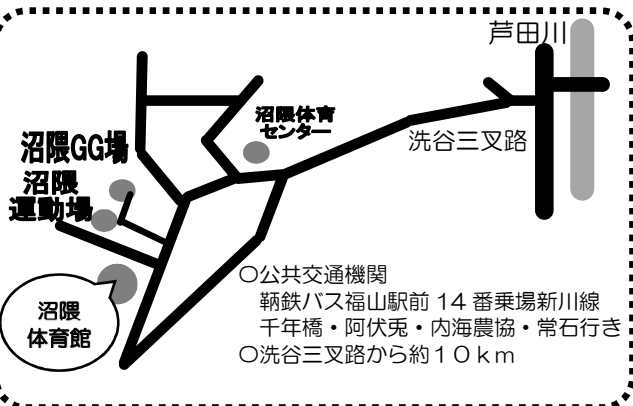 芦田川
沼隈体育
センター
洗谷三叉路
沼隈GG場
沼隈
運動場
沼隈
体育館
○公共交通機関
鞆鉄バス福山駅前 14 番乗場新川線
千年橋・阿伏兎・内海農協・常石行き
○洗谷三叉路から約１０ｋｍ